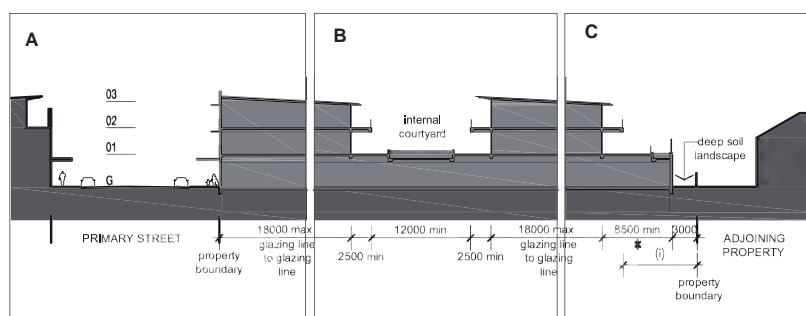 A
B
C
03
02
01
G
internal
courtyard
deep soil
landscape
PRIMARY STREET
property
boundary
18000 max
glazing line
to glazing
line
2500 min
12000 min
2500 min
18000 max
glazing line
to glazing
line
8500 min
*
3000
(i)
ADJOINING
PROPERTY
property
boundary